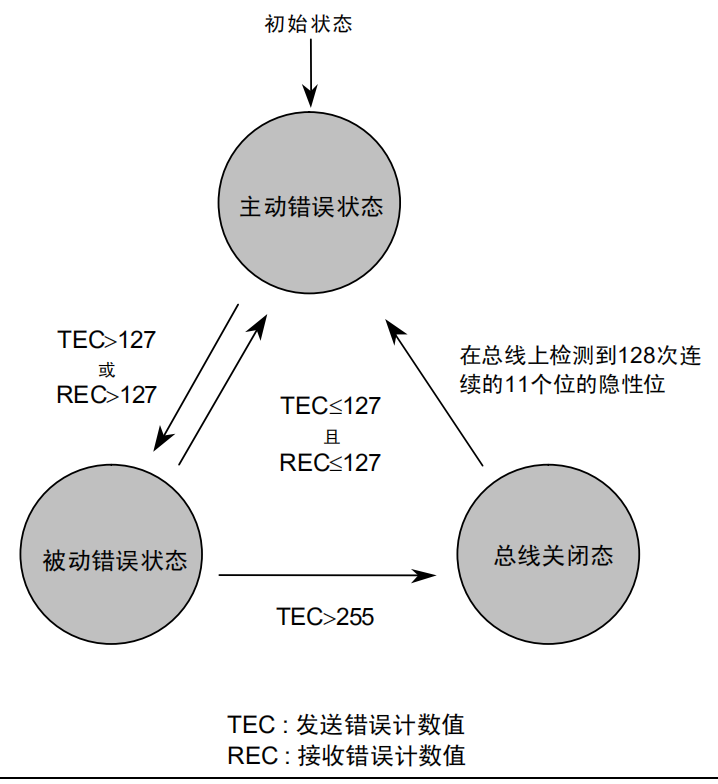 初始状态
主动错误状态
TEC>127
或
REC>127
在总线上检测到128次连
续的11个位的隐性位
TEC≤127
且
REC≤127
被动错误状态
总线关闭态
TEC>255
TEC : 发送错误计数值
REC : 接收错误计数值